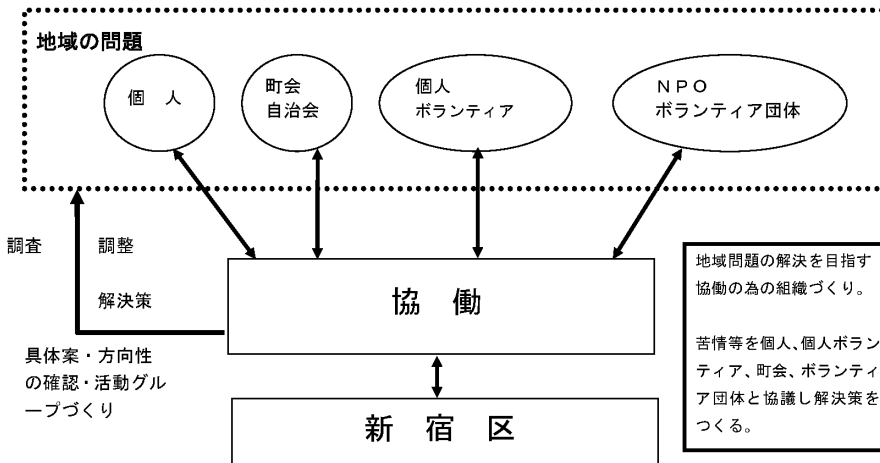 地域の問題
個　人
町会
自治会
個人
ボランティア
ＮＰＯ
ボランティア団体
調査
調整
解決策
具体案・方向性
の確認・活動グル
ープづくり
協　働
新　宿　区
地域問題の解決を目指す
協働の為の組織づくり。
苦情等を個人、個人ボラン
ティア、町会、ボランティ
ア団体と協議し解決策を
つくる。